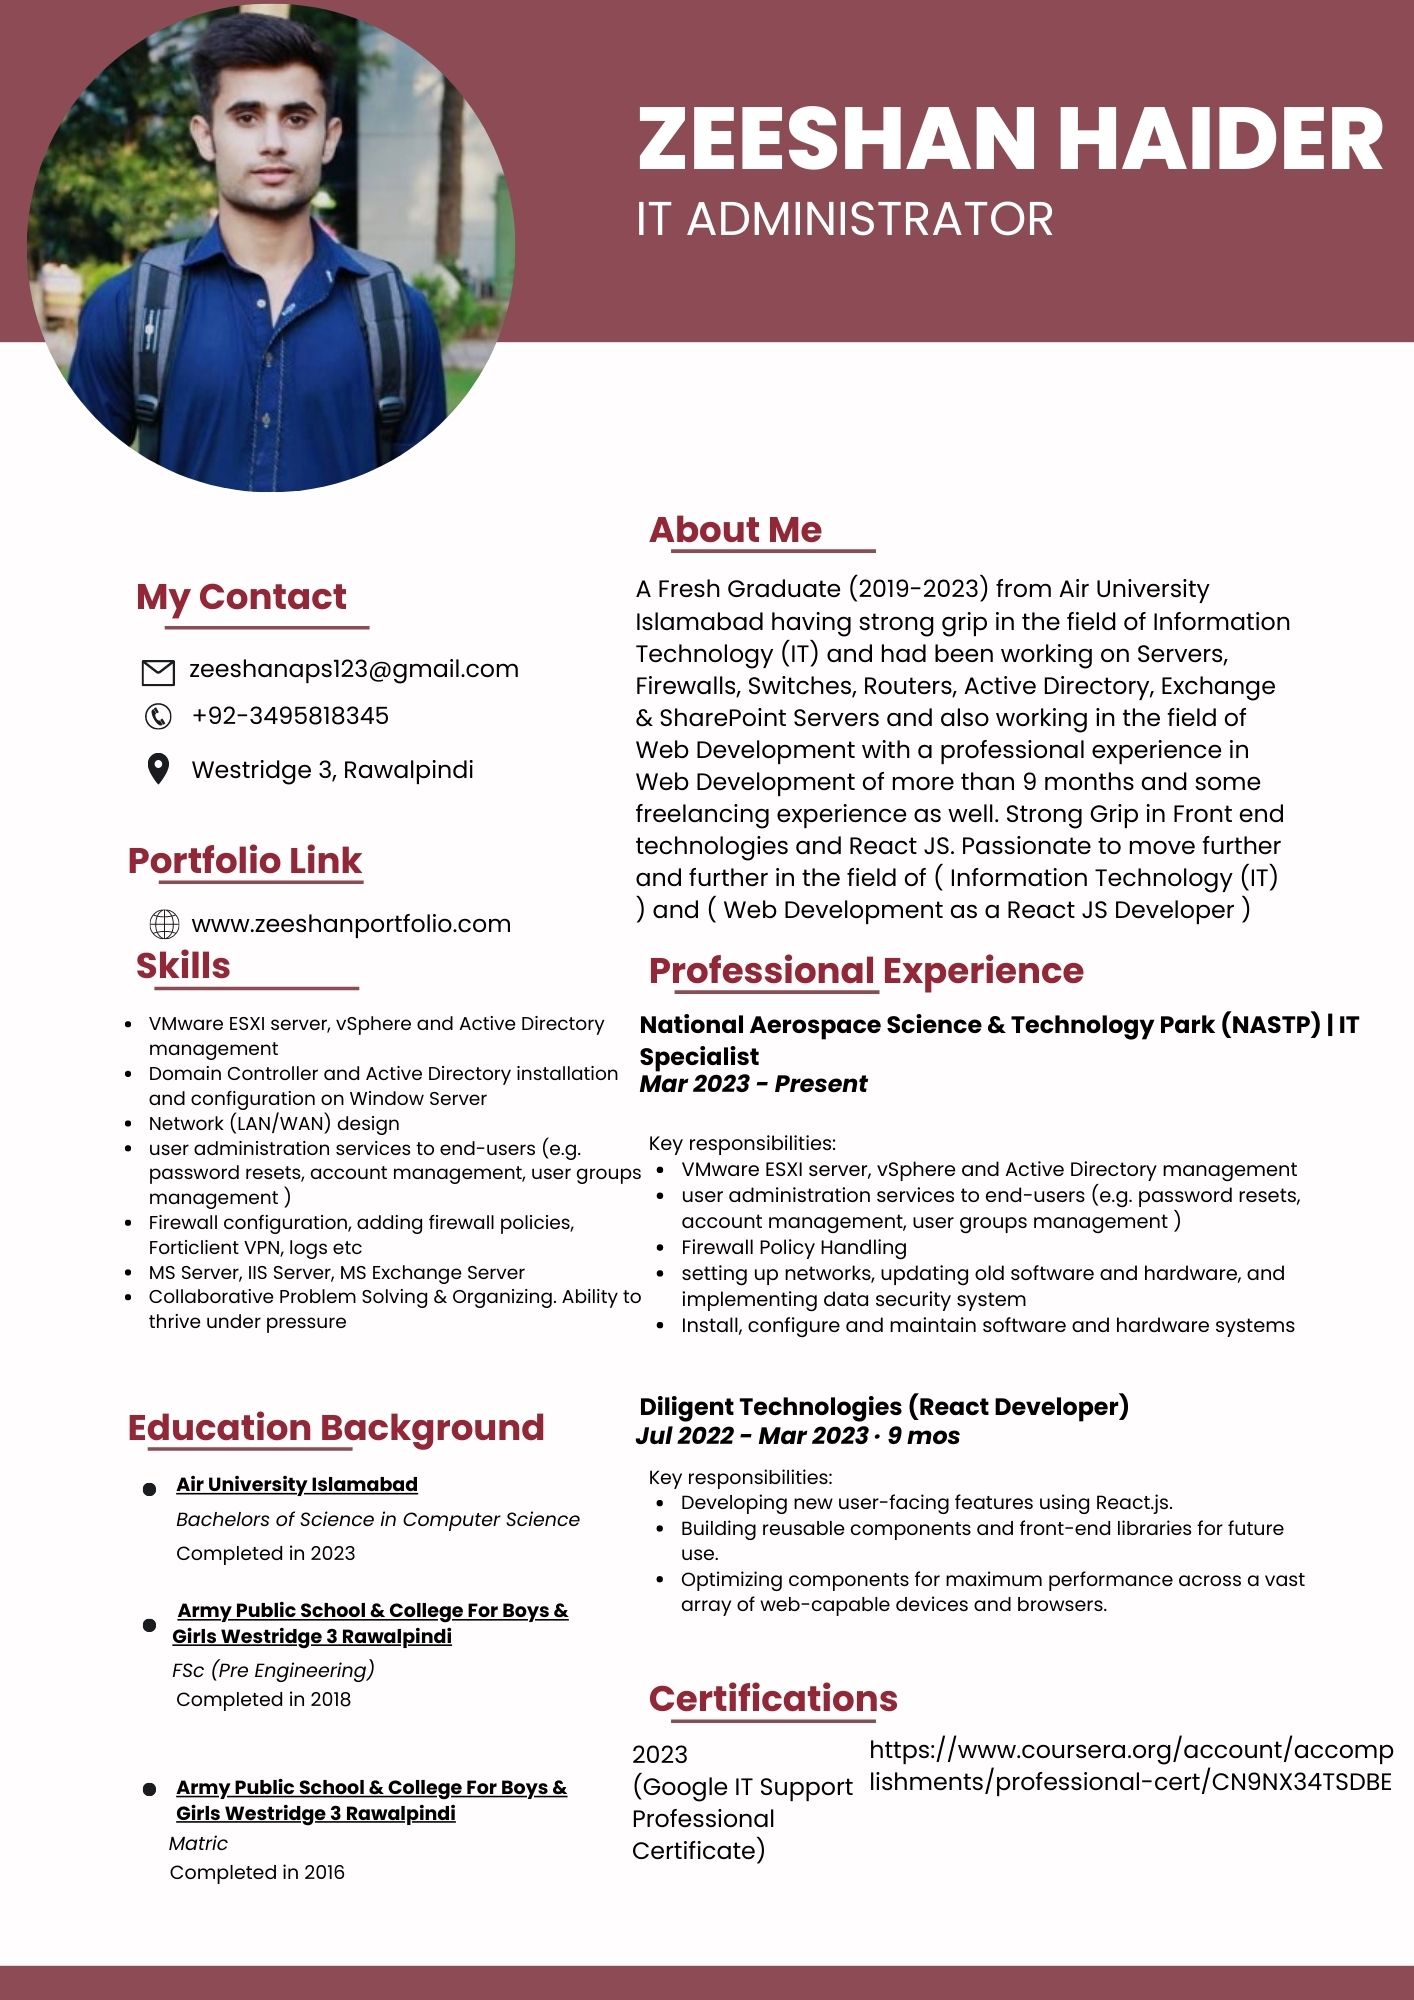 ZEESHAN HAIDER
IT ADMINISTRATOR
My Contact
zeeshanaps123@gmail.com
+92-3495818345
Westridge 3, Rawalpindi
Portfolio Link
www.zeeshanportfolio.com
Skills
• VMware ESXI server, vSphere and Active Directory
management
• Domain Controller and Active Directory installation
and configuration on Window Server
• Network (LAN/WAN) design
• user administration services to end-users (e.g.
password resets, account management, user groups
management )
• Firewall configuration, adding firewall policies,
Forticlient VPN, logs etc
• MS Server, IIS Server, MS Exchange Server
• Collaborative Problem Solving & Organizing. Ability to
thrive under pressure
Education Background
• Air University Islamabad
Bachelors of Science in Computer Science
Completed in 2023
• Army Public School & College For Boys &
Girls Westridge 3 Rawalpindi
FSc (Pre Engineering)
Completed in 2018
• Army Public School & College For Boys &
Girls Westridge 3 Rawalpindi
Matric
Completed in 2016
About Me
A Fresh Graduate (2019-2023) from Air University
Islamabad having strong grip in the field of Information
Technology (IT) and had been working on Servers,
Firewalls, Switches, Routers, Active Directory, Exchange
& SharePoint Servers and also working in the field of
Web Development with a professional experience in
Web Development of more than 9 months and some
freelancing experience as well. Strong Grip in Front end
technologies and React JS. Passionate to move further
and further in the field of ( Information Technology (IT)
) and ( Web Development as a React JS Developer )
Professional Experience
National Aerospace Science & Technology Park (NASTP) | IT
Specialist
Mar 2023 - Present
Key responsibilities:
• VMware ESXI server, vSphere and Active Directory management
• user administration services to end-users (e.g. password resets,
account management, user groups management )
• Firewall Policy Handling
• setting up networks, updating old software and hardware, and
implementing data security system
• Install, configure and maintain software and hardware systems
Diligent Technologies (React Developer)
Jul 2022 - Mar 2023 · 9 mos
Key responsibilities:
• Developing new user-facing features using React.js.
• Building reusable components and front-end libraries for future
use.
• Optimizing components for maximum performance across a vast
array of web-capable devices and browsers.
Certifications
2023
(Google IT Support
Professional
Certificate)
https://www.coursera.org/account/accomp
lishments/professional-cert/CN9NX34TSDBE